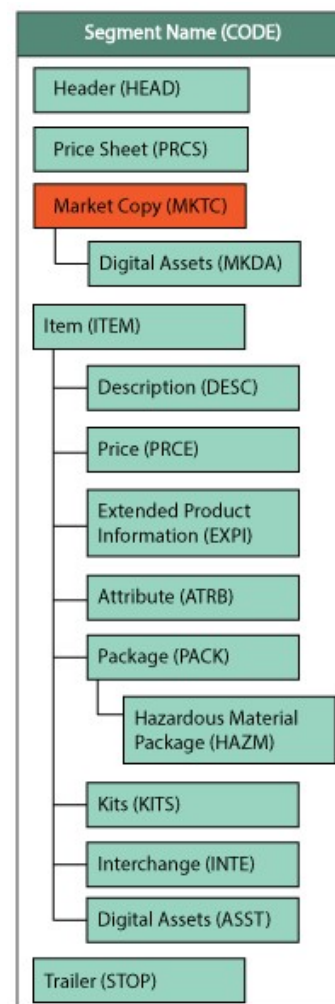 Segment Name (CODE)
Header (HEAD)
Price Sheet (PRCS)
Market Copy (MKTC)
Digital Assets (MKDA)
Item (ITEM)
Description (DESC)
Price (PRCE)
Extended Product
Information (EXPI)
Attribute (ATRB)
Package (PACK)
Hazardous Material
Package (HAZM)
Kits (KITS)
Interchange (INTE)
Digital Assets (ASST)
Trailer (STOP)